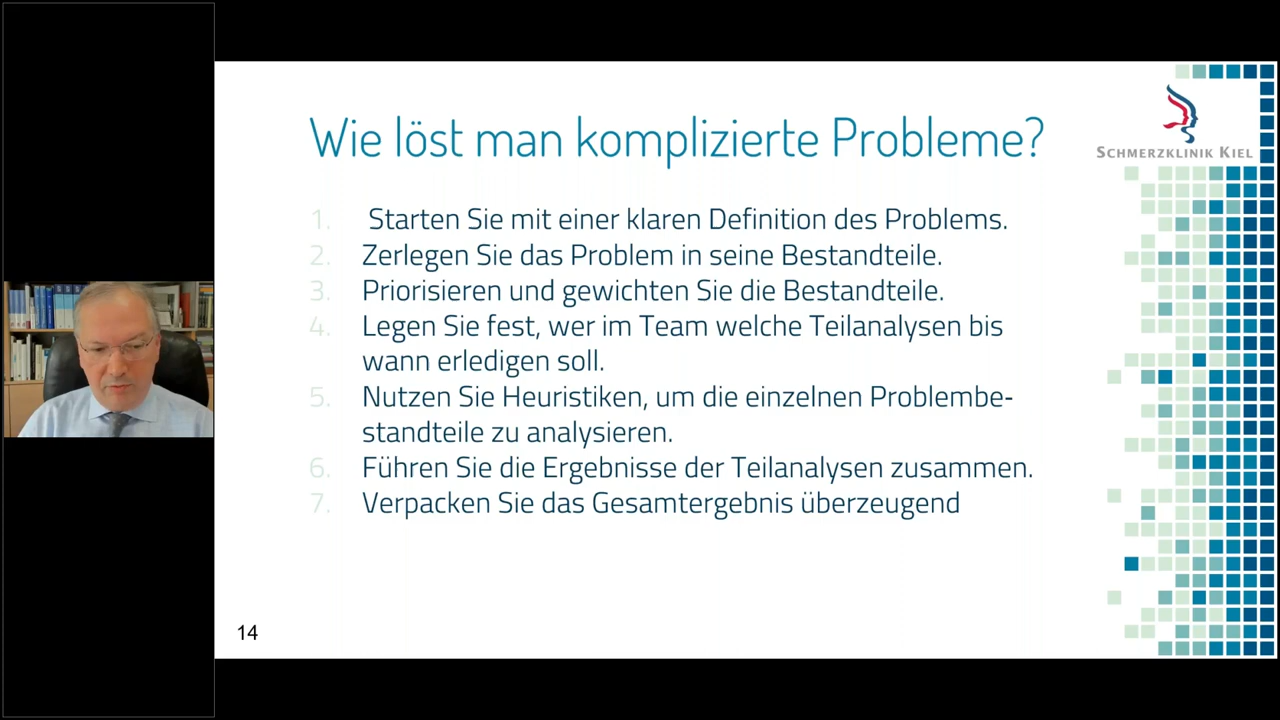 Wie löst man komplizierte Probleme?
SCHMERZKLINIK KIEL
1. Starten Sie mit einer klaren Definition des Problems.
2. Zerlegen Sie das Problem in seine Bestandteile.
3. Priorisieren und gewichten Sie die Bestandteile.
4. Legen Sie fest, wer im Team welche Teilanalysen bis
wann erledigen soll.
5. Nutzen Sie Heuristiken, um die einzelnen Problembe-
standteile zu analysieren.
6. Führen Sie die Ergebnisse der Teilanalysen zusammen.
7. Verpacken Sie das Gesamtergebnis überzeugend
14